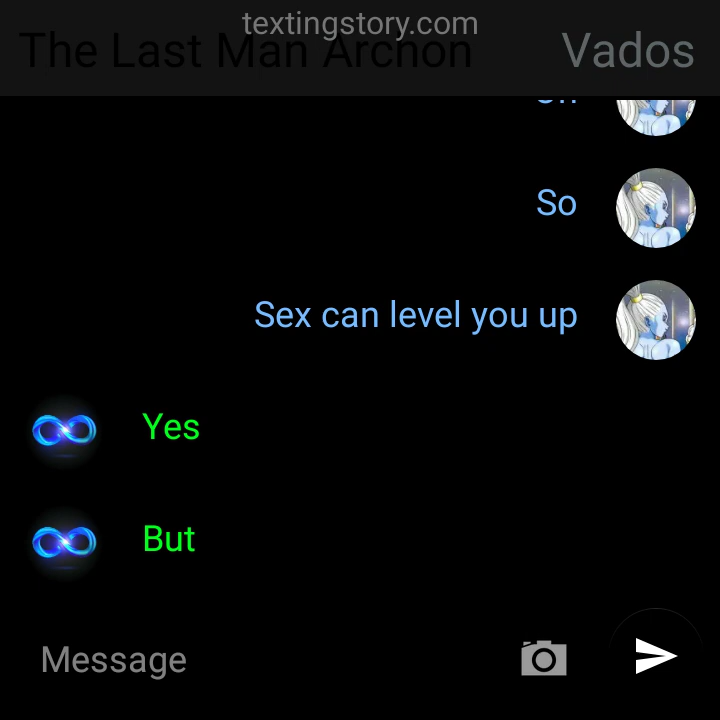 textingstory.com
The Last Man Archon Vados
So
Sex can level you up
Yes
But
Message